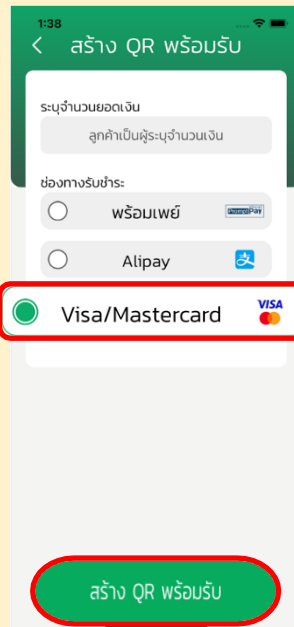 1:38
สร้าง QR พร้อมรับ
ระบุจำนวนยอดเงิน
ลูกค้าเป็นผู้ระบุจำนวนเงิน
ช่องทางรับชำระ
พร้อมเพย์ PromptPay
Alipay 支
Visa/Mastercard VISA
สร้าง QR พร้อมรับ